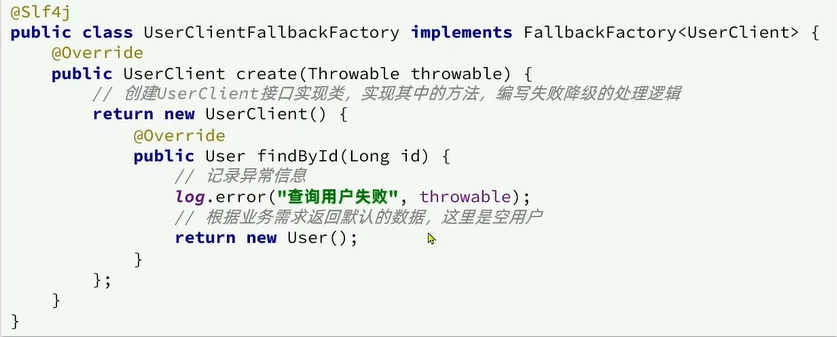 @Slf4j
public class UserClientFallbackFactory implements FallbackFactory<UserClient> {
    @Override
    public UserClient create(Throwable throwable) {
        // 创建UserClient接口实现类，实现其中的方法，编写失败降级的处理逻辑
        return new UserClient() {
            @Override
            public User findById(Long id) {
                // 记录异常信息
                log.error("查询用户失败", throwable);
                // 根据业务需求返回默认的数据，这里是空用户
                return new User();
            }
        };
    }
}